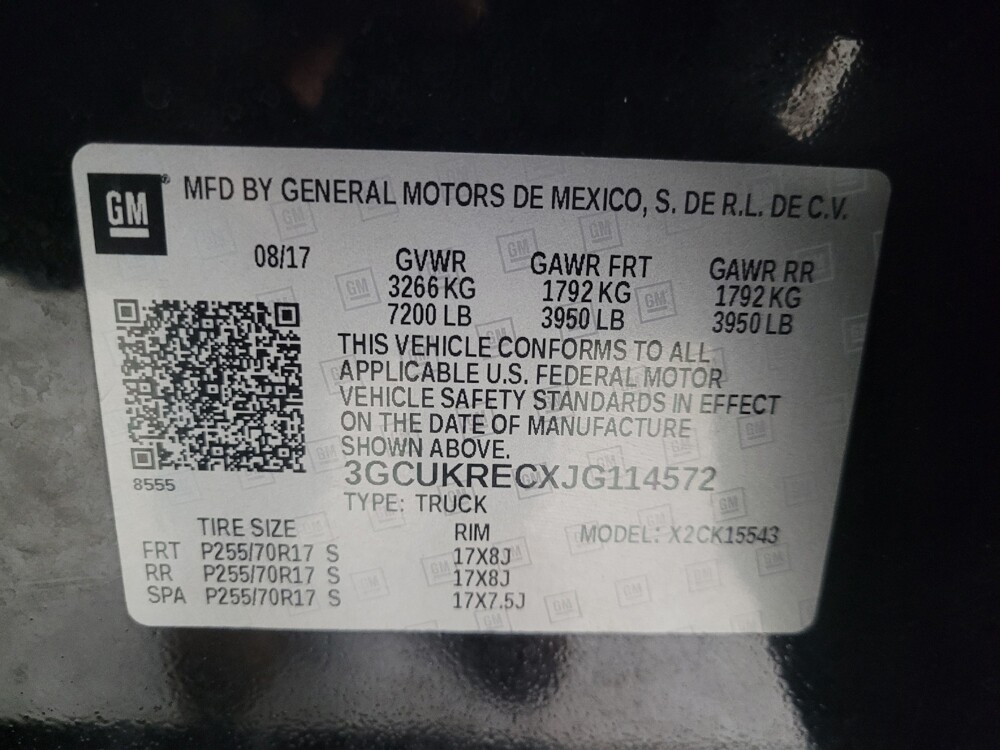 GM® MFD BY GENERAL MOTORS DE MEXICO, S. DE R.L. DE C.V.
08/17 GVWR GAWR FRT GAWR RR
3266 KG 1792 KG 1792 KG
7200 LB 3950 LB 3950 LB
THIS VEHICLE CONFORMS TO ALL
APPLICABLE U.S. FEDERAL MOTOR
VEHICLE SAFETY STANDARDS IN EFFECT
ON THE DATE OF MANUFACTURE
SHOWN ABOVE.
3GCUKRECXJG114572
8555
TYPE: TRUCK
TIRE SIZE RIM MODEL: X2CK15543
FRT P255/70R17 S 17X8J
RR P255/70R17 S 17X8J
SPA P255/70R17 S 17X7.5J